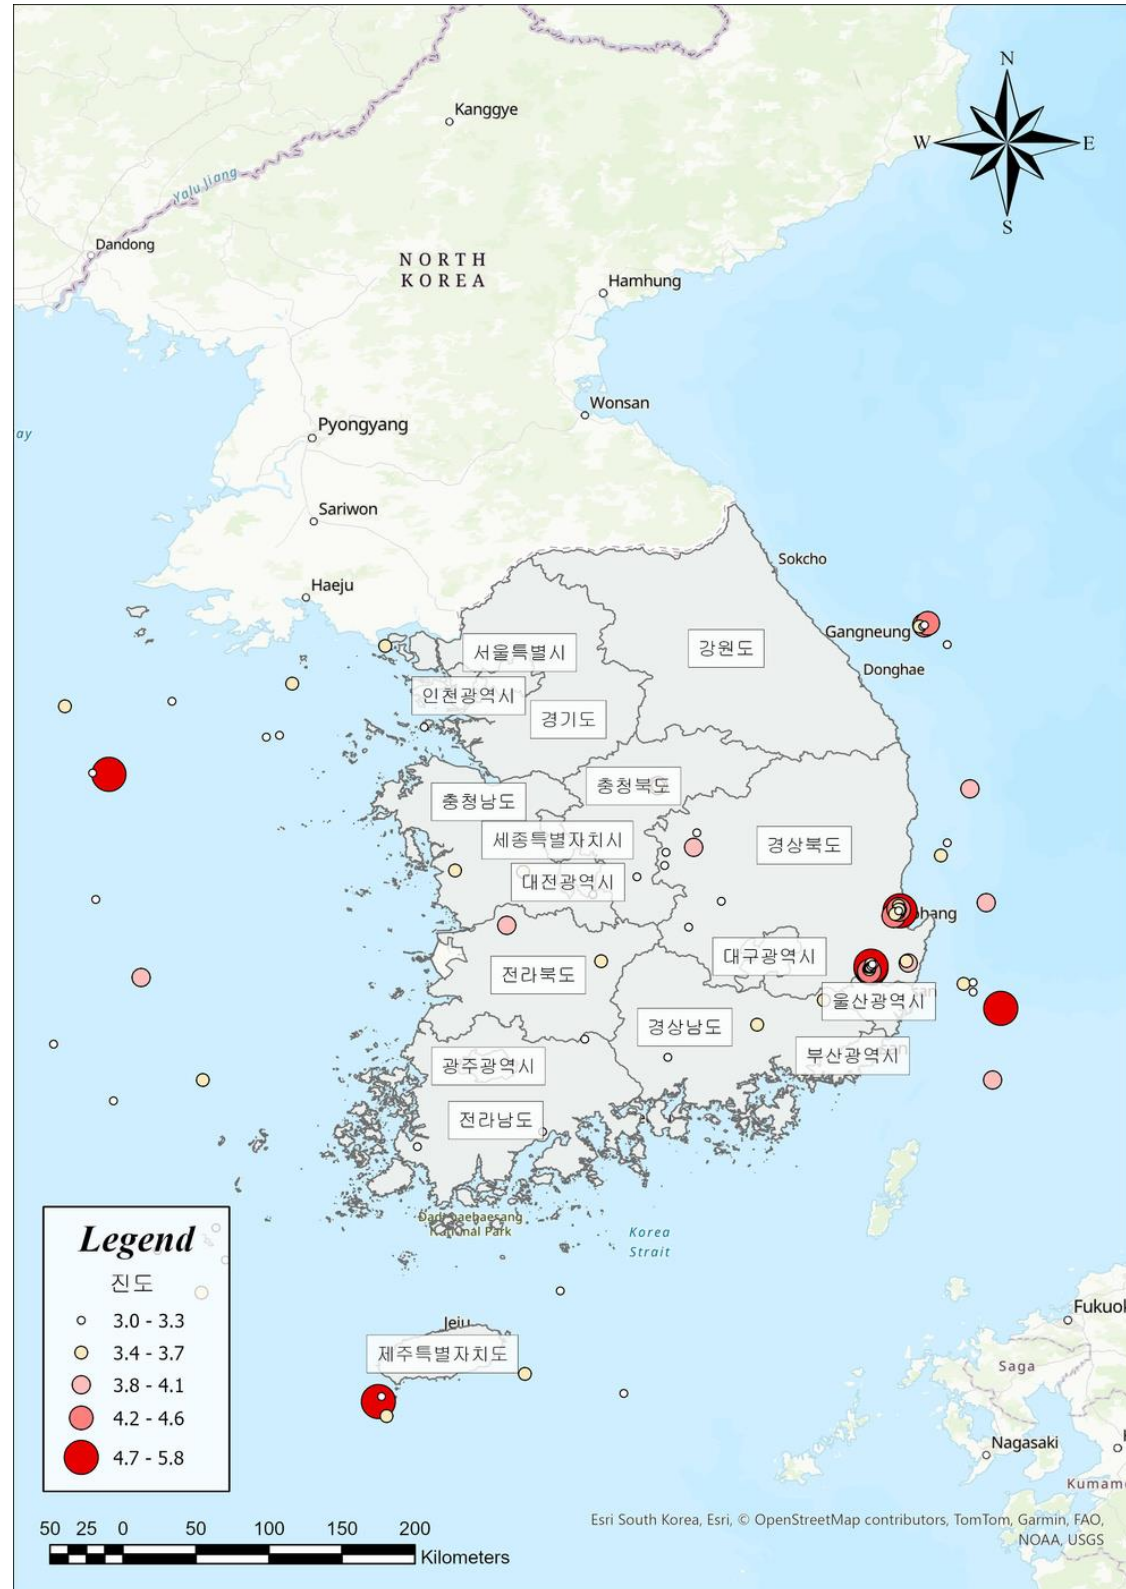 N
W
E
S
Kanggye
Yalu Jiang
Dandong
NORTH
KOREA
Hamhung
Wonsan
ay
Pyongyang
Sariwon
Haeju
Sokcho
Gangneung
Donghae
서울특별시
강원도
인천광역시
경기도
충청북도
충청남도
세종특별자치시
경상북도
대전광역시
대구광역시
전라북도
울산광역시
경상남도
부산광역시
광주광역시
전라남도
National Park
Korea
Strait
Jeju
제주특별자치도
Saga
Nagasaki
Legend
진도
3.0 - 3.3
3.4 - 3.7
3.8 - 4.1
4.2 - 4.6
4.7 - 5.8
50 25 0 50 100 150 200
Kilometers
Esri South Korea, Esri, © OpenStreetMap contributors, TomTom, Garmin, FAO,
NOAA, USGS